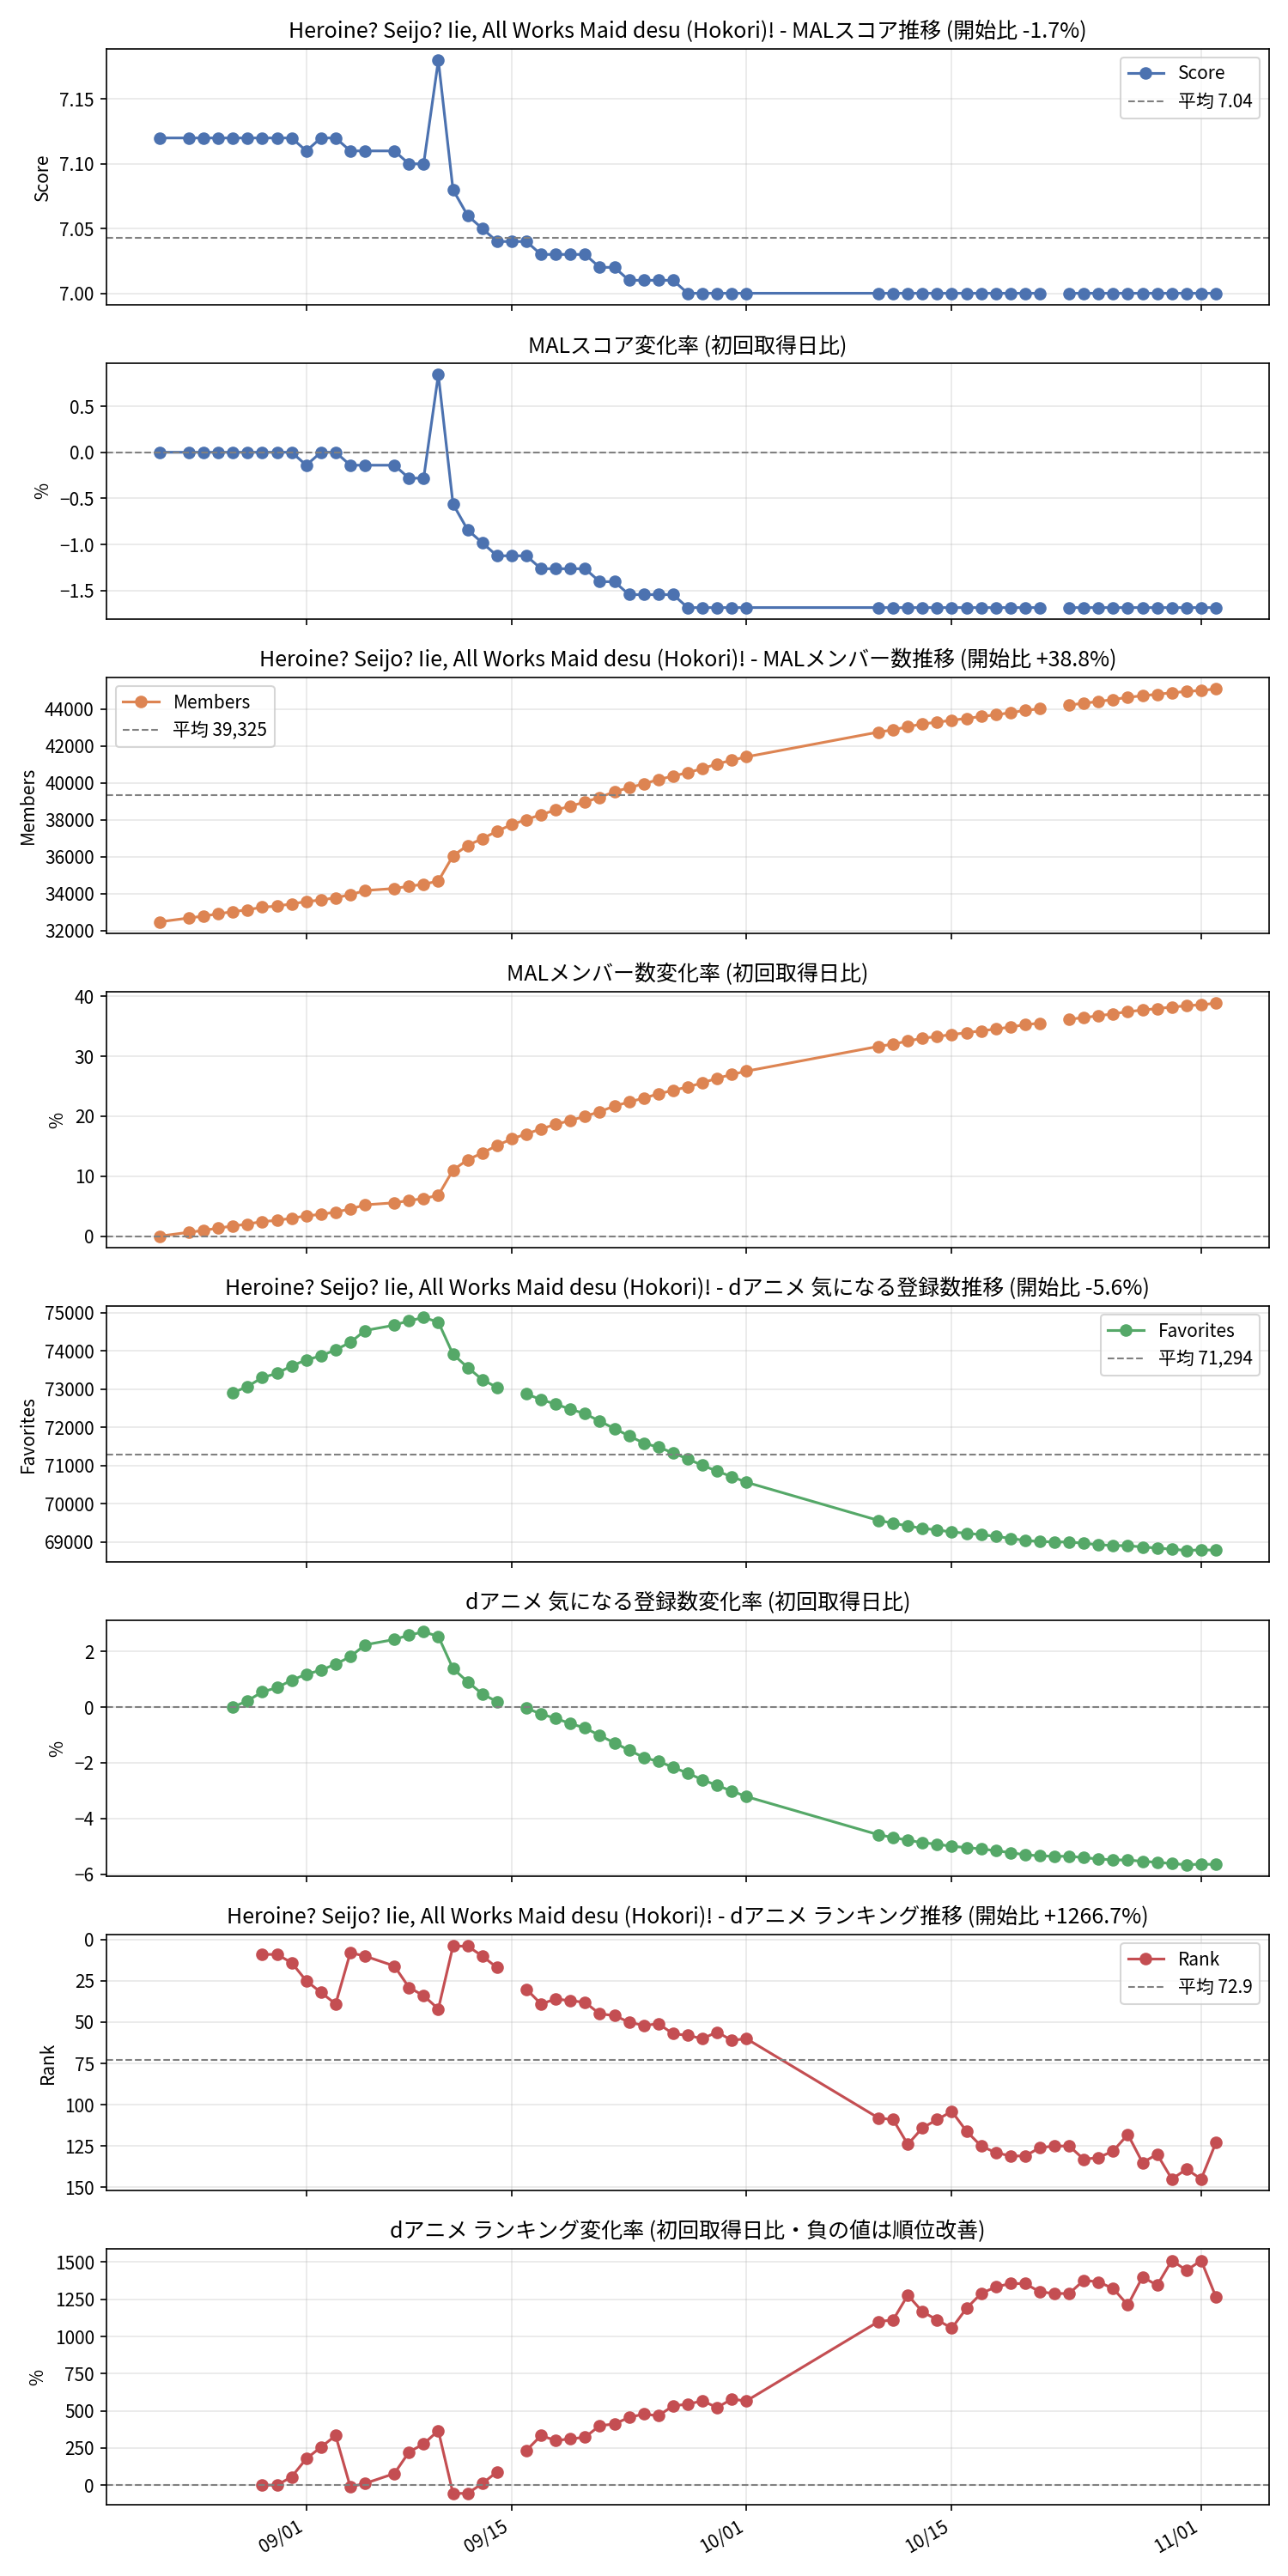 Heroine? Seijo? Iie, All Works Maid desu (Hokori)! - MALスコア推移 (開始比 -1.7%)
Score
7.15
7.10
7.05
7.00
Score
平均 7.04
MALスコア変化率 (初回取得日比)
%
0.5
0.0
−0.5
−1.0
−1.5
Heroine? Seijo? Iie, All Works Maid desu (Hokori)! - MALメンバー数推移 (開始比 +38.8%)
Members
44000
42000
40000
38000
36000
34000
32000
Members
平均 39,325
MALメンバー数変化率 (初回取得日比)
%
40
30
20
10
0
Heroine? Seijo? Iie, All Works Maid desu (Hokori)! - dアニメ 気になる登録数推移 (開始比 -5.6%)
Favorites
75000
74000
73000
72000
71000
70000
69000
Favorites
平均 71,294
dアニメ 気になる登録数変化率 (初回取得日比)
%
2
0
−2
−4
−6
Heroine? Seijo? Iie, All Works Maid desu (Hokori)! - dアニメ ランキング推移 (開始比 +1266.7%)
Rank
0
25
50
75
100
125
150
Rank
平均 72.9
dアニメ ランキング変化率 (初回取得日比・負の値は順位改善)
%
1500
1250
1000
750
500
250
0
09/01
09/15
10/01
10/15
11/01